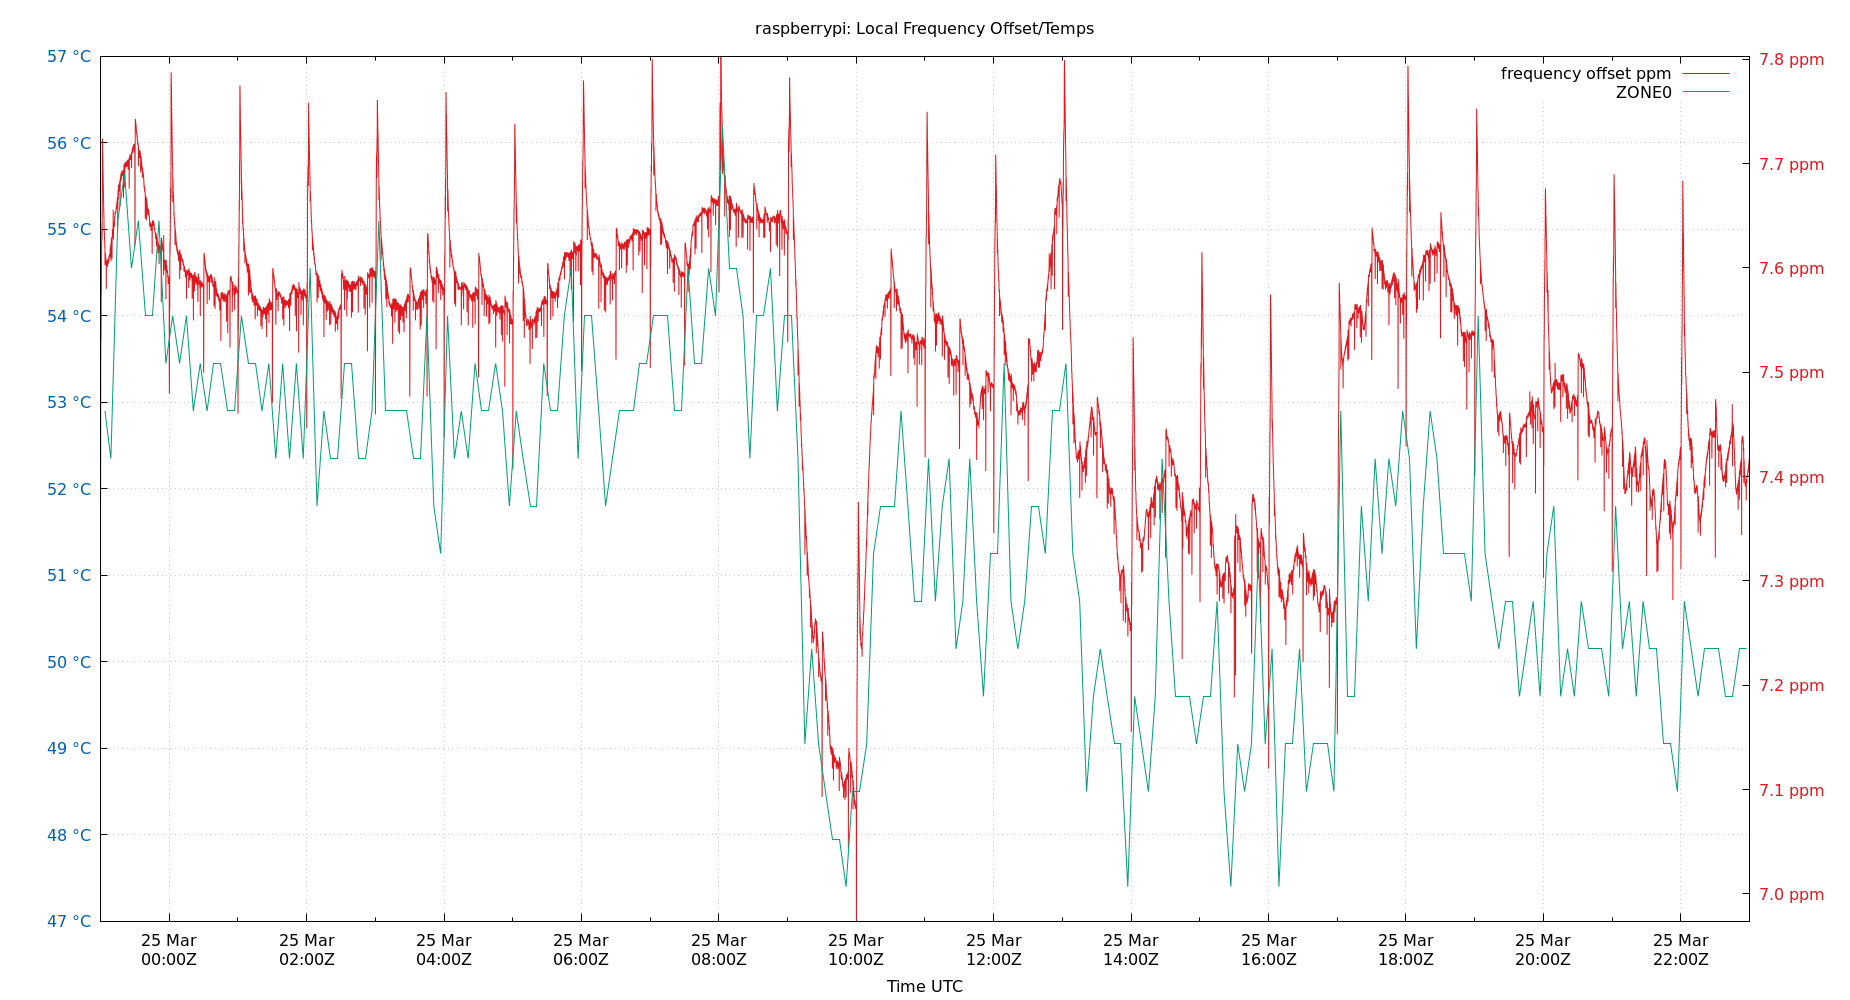 raspberrypi: Local Frequency Offset/Temps
57 °C
56 °C
55 °C
54 °C
53 °C
52 °C
51 °C
50 °C
49 °C
48 °C
47 °C
frequency offset ppm
ZONE0
7.8 ppm
7.7 ppm
7.6 ppm
7.5 ppm
7.4 ppm
7.3 ppm
7.2 ppm
7.1 ppm
7.0 ppm
25 Mar 25 Mar 25 Mar 25 Mar 25 Mar 25 Mar 25 Mar 25 Mar 25 Mar 25 Mar 25 Mar 25 Mar
00:00Z 02:00Z 04:00Z 06:00Z 08:00Z 10:00Z 12:00Z 14:00Z 16:00Z 18:00Z 20:00Z 22:00Z
Time UTC